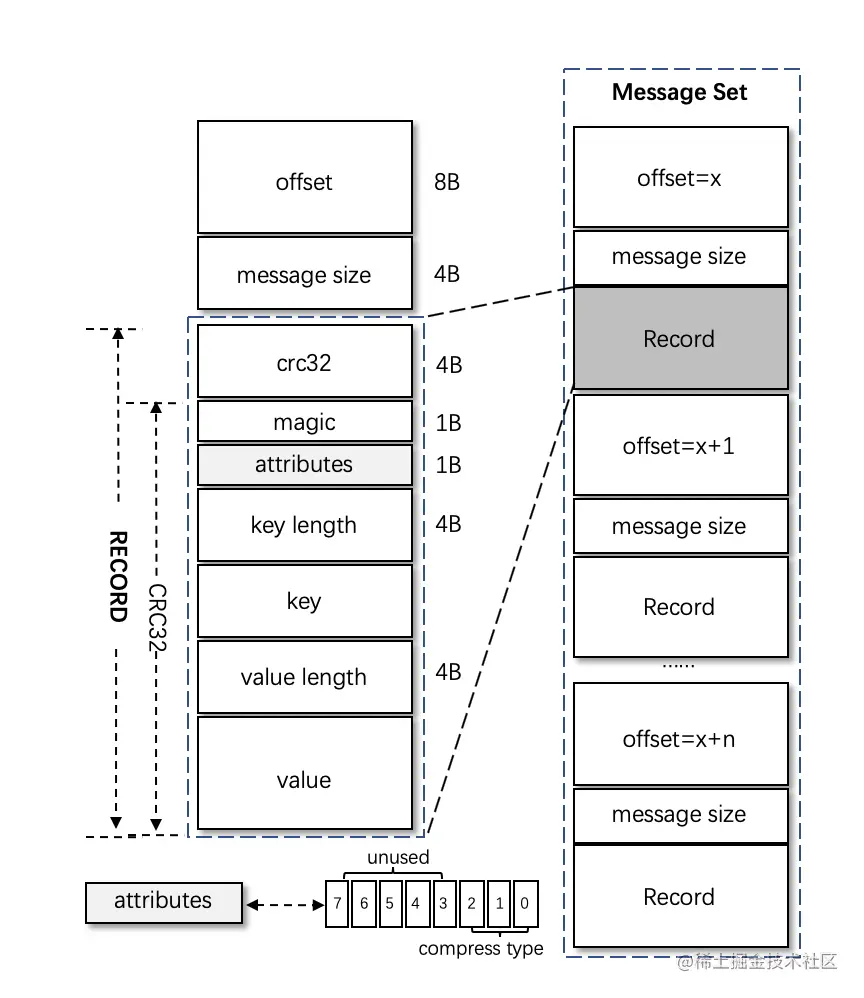 Message Set
offset
8B
message size
4B
crc32
4B
magic
1B
attributes
1B
key length
4B
key
value length
4B
value
RECORD
CRC32
offset=x
message size
Record
offset=x+1
message size
Record
......
offset=x+n
message size
Record
unused
attributes
7 6 5 4 3 2 1 0
compress type
@稀土掘金技术社区